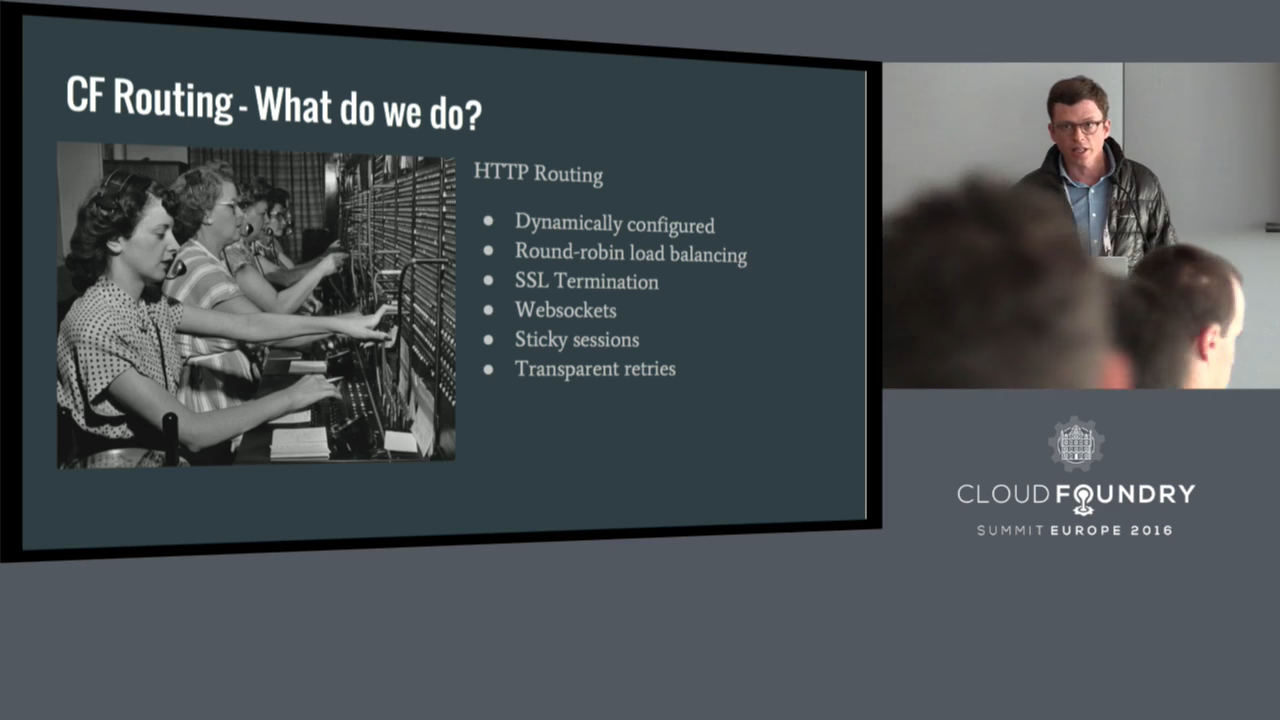 CF Routing - What do we do?
HTTP Routing
● Dynamically configured
● Round-robin load balancing
● SSL Termination
● Websockets
● Sticky sessions
● Transparent retries
CLOUD FOUNDRY
SUMMIT EUROPE 2016